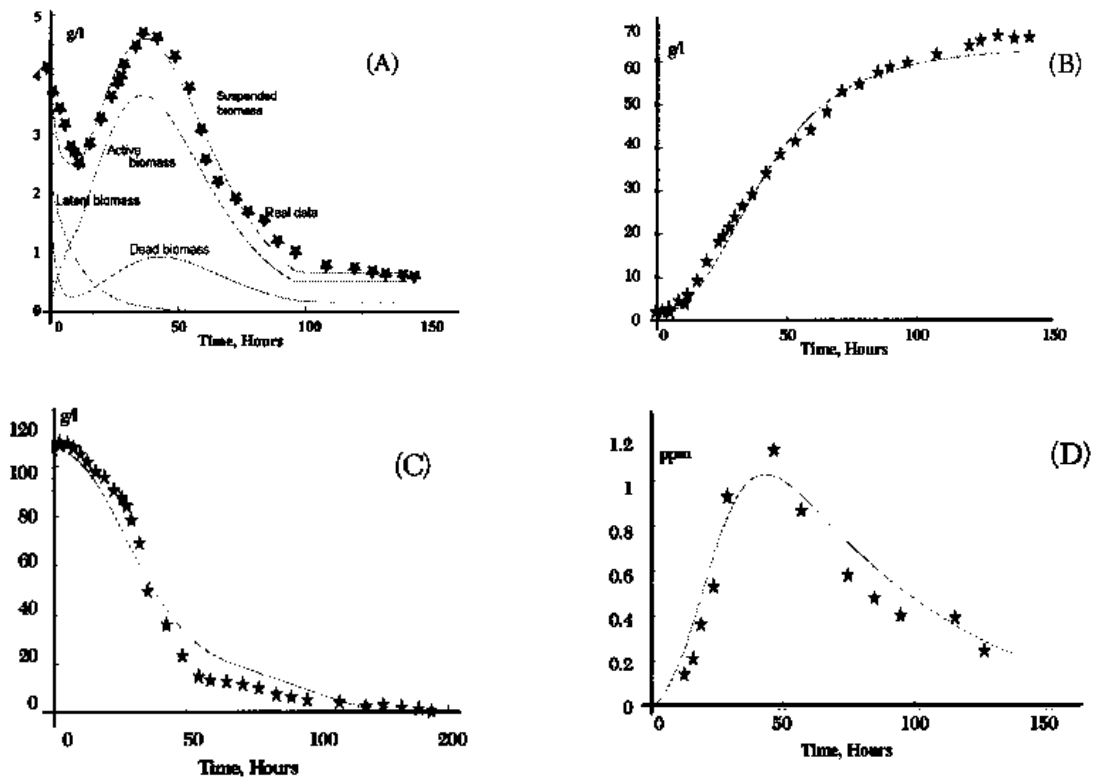 5
g/l
(A)
4
Suspended
biomass
3
Active
biomass
2
Latent biomass
Real data
1
Dead biomass
0
0
50
100
150
Time, Hours
70
g/l
(B)
60
50
40
30
20
10
0
0
50
100
150
Time, Hours
g/l
120
(C)
100
80
60
40
20
0
0
50
100
200
Time, Hours
1.2
(D)
ppm
1
0.8
0.6
0.4
0.2
0
0
50
100
150
Time, Hours